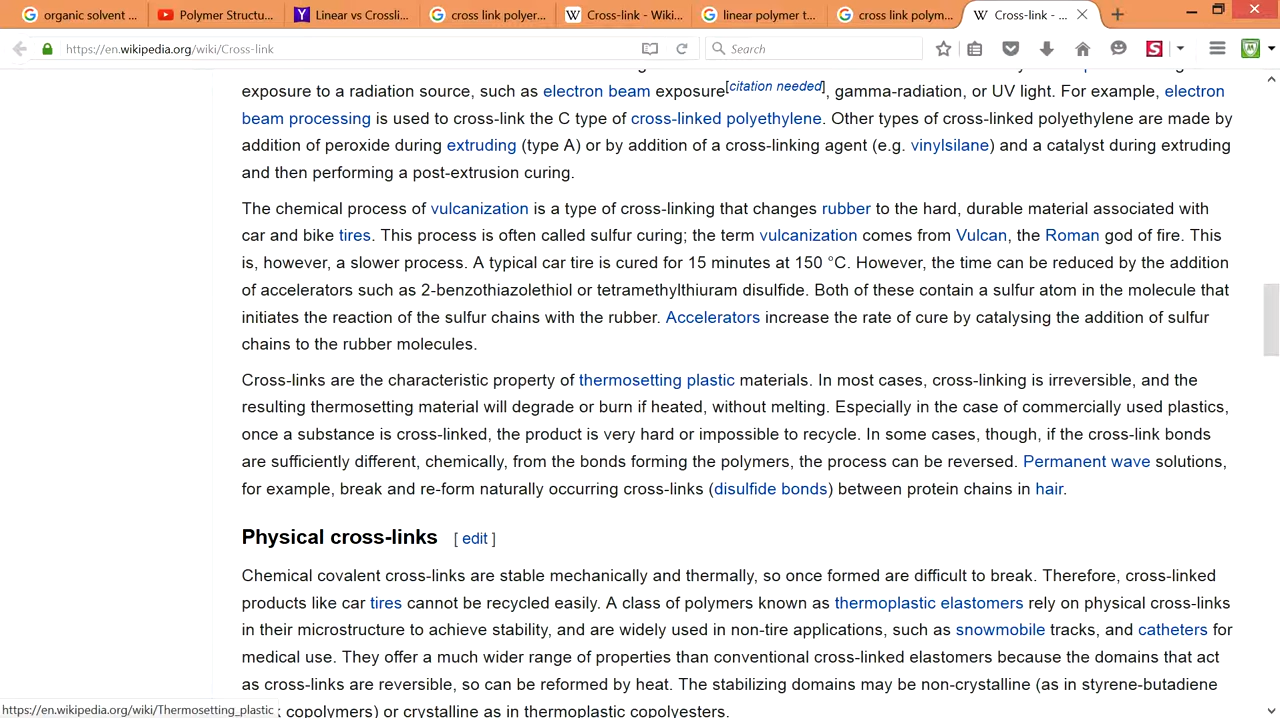 organic solvent ...
Polymer Structu...
Linear vs Crossli...
cross link polyer...
Cross-link - Wiki...
linear polymer t...
cross link polym...
Cross-link - ...
https://en.wikipedia.org/wiki/Cross-link
Search
exposure to a radiation source, such as electron beam exposure[citation needed], gamma-radiation, or UV light. For example, electron
beam processing is used to cross-link the C type of cross-linked polyethylene. Other types of cross-linked polyethylene are made by
addition of peroxide during extruding (type A) or by addition of a cross-linking agent (e.g. vinylsilane) and a catalyst during extruding
and then performing a post-extrusion curing.
The chemical process of vulcanization is a type of cross-linking that changes rubber to the hard, durable material associated with
car and bike tires. This process is often called sulfur curing; the term vulcanization comes from Vulcan, the Roman god of fire. This
is, however, a slower process. A typical car tire is cured for 15 minutes at 150 °C. However, the time can be reduced by the addition
of accelerators such as 2-benzothiazolethiol or tetramethylthiuram disulfide. Both of these contain a sulfur atom in the molecule that
initiates the reaction of the sulfur chains with the rubber. Accelerators increase the rate of cure by catalysing the addition of sulfur
chains to the rubber molecules.
Cross-links are the characteristic property of thermosetting plastic materials. In most cases, cross-linking is irreversible, and the
resulting thermosetting material will degrade or burn if heated, without melting. Especially in the case of commercially used plastics,
once a substance is cross-linked, the product is very hard or impossible to recycle. In some cases, though, if the cross-link bonds
are sufficiently different, chemically, from the bonds forming the polymers, the process can be reversed. Permanent wave solutions,
for example, break and re-form naturally occurring cross-links (disulfide bonds) between protein chains in hair.
Physical cross-links [ edit ]
Chemical covalent cross-links are stable mechanically and thermally, so once formed are difficult to break. Therefore, cross-linked
products like car tires cannot be recycled easily. A class of polymers known as thermoplastic elastomers rely on physical cross-links
in their microstructure to achieve stability, and are widely used in non-tire applications, such as snowmobile tracks, and catheters for
medical use. They offer a much wider range of properties than conventional cross-linked elastomers because the domains that act
as cross-links are reversible, so can be reformed by heat. The stabilizing domains may be non-crystalline (as in styrene-butadiene
https://en.wikipedia.org/wiki/Thermosetting_plastic
; copolymers) or crystalline as in thermoplastic copolyesters.